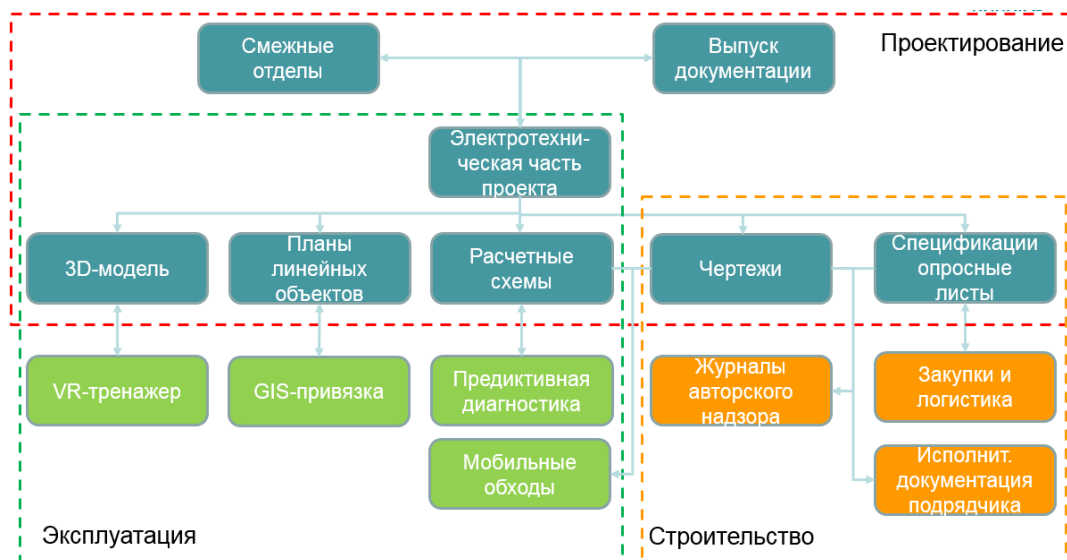 Смежные
отделы
Выпуск
документации
Проектирование
Электротехни-
ческая часть
проекта
3D-модель
Планы
линейных
объектов
Расчетные
схемы
Чертежи
Спецификации
опросные
листы
VR-тренажер
GIS-привязка
Предиктивная
диагностика
Журналы
авторского
надзора
Закупки и
логистика
Мобильные
обходы
Исполнит.
документация
подрядчика
Эксплуатация
Строительство